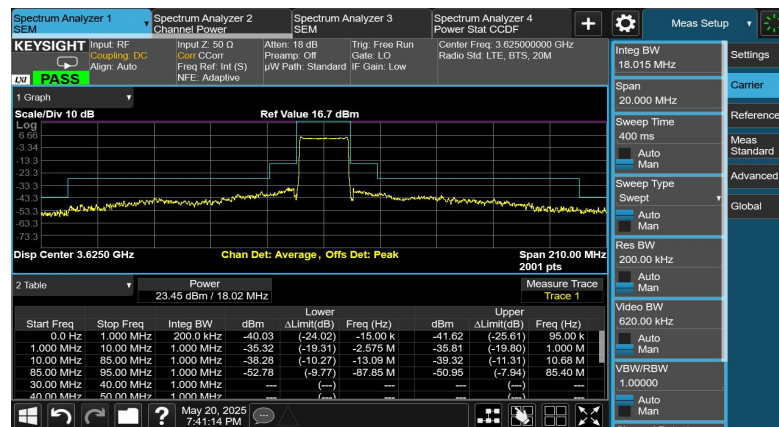 Spectrum Analyzer 1
SEM
Spectrum Analyzer 2
Channel Power
Spectrum Analyzer 3
SEM
Spectrum Analyzer 4
Power Stat CCDF
Meas Setup
KEYSIGHT
LXI PASS
Input: RF
Coupling: DC
Align: Auto
Input Z: 50 Ω
Corr CCorr
Freq Ref: Int (S)
NFE: Adaptive
Atten: 18 dB
Preamp: Off
µW Path: Standard
Trig: Free Run
Gate: LO
IF Gain: Low
Center Freq: 3.625000000 GHz
Radio Std: LTE, BTS, 20M
1 Graph
Scale/Div 10 dB
Ref Value 16.7 dBm
Log
6.66
-3.34
-13.3
-23.3
-33.3
-43.3
-53.3
-63.3
-73.3
Disp Center 3.6250 GHz
Chan Det: Average, Offs Det: Peak
Span 210.00 MHz
2001 pts
2 Table
Power
23.45 dBm / 18.02 MHz
Measure Trace
Trace 1
Lower Upper
Start Freq Stop Freq Integ BW dBm ΔLimit(dB) Freq (Hz) dBm ΔLimit(dB) Freq (Hz)
0.0 Hz 1.000 MHz 200.0 kHz -40.03 (-24.02) -15.00 k -41.62 (-25.61) 95.00 k
1.000 MHz 10.00 MHz 1.000 MHz -35.32 (-19.31) -2.575 M -35.81 (-19.80) 1.000 M
10.00 MHz 85.00 MHz 1.000 MHz -38.28 (-10.27) -13.09 M -39.32 (-11.31) 10.68 M
85.00 MHz 95.00 MHz 1.000 MHz -52.78 (-9.77) -87.85 M -50.95 (-7.94) 85.40 M
30.00 MHz 40.00 MHz 1.000 MHz --- (---) --- --- (---) ---
40.00 MHz 50.00 MHz 1.000 MHz --- (---) --- --- (---) ---
May 20, 2025
7:41:14 PM
Integ BW
18.015 MHz
Span
20.000 MHz
Sweep Time
400 ms
Auto
Man
Sweep Type
Swept
Auto
Man
Res BW
200.00 kHz
Auto
Man
Video BW
620.00 kHz
Auto
Man
VBW/RBW
1.00000
Auto
Man
Settings
Carrier
Reference
Meas
Standard
Advanced
Global